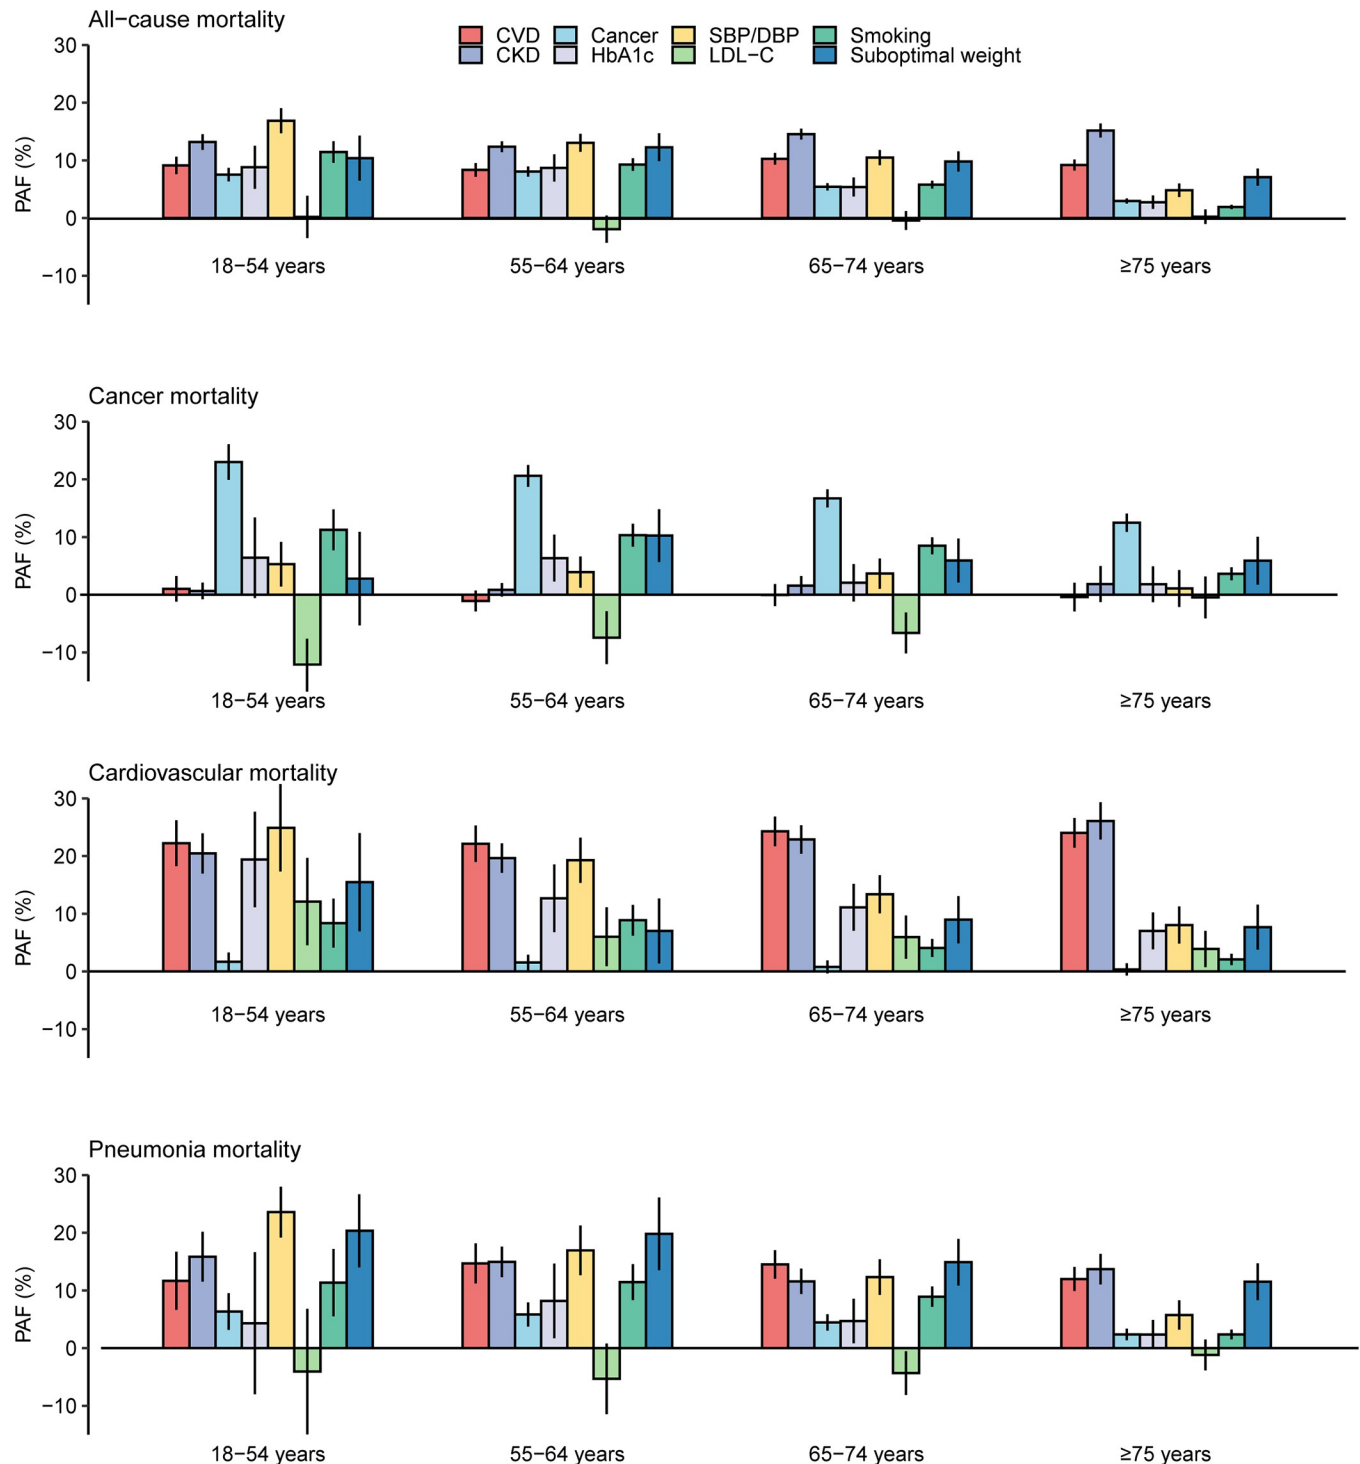 All−cause mortality
CVD Cancer SBP/DBP Smoking
CKD HbA1c LDL−C Suboptimal weight
PAF (%)
30
20
10
0
−10
18−54 years 55−64 years 65−74 years ≥75 years
Cancer mortality
PAF (%)
30
20
10
0
−10
18−54 years 55−64 years 65−74 years ≥75 years
Cardiovascular mortality
PAF (%)
30
20
10
0
−10
18−54 years 55−64 years 65−74 years ≥75 years
Pneumonia mortality
PAF (%)
30
20
10
0
−10
18−54 years 55−64 years 65−74 years ≥75 years